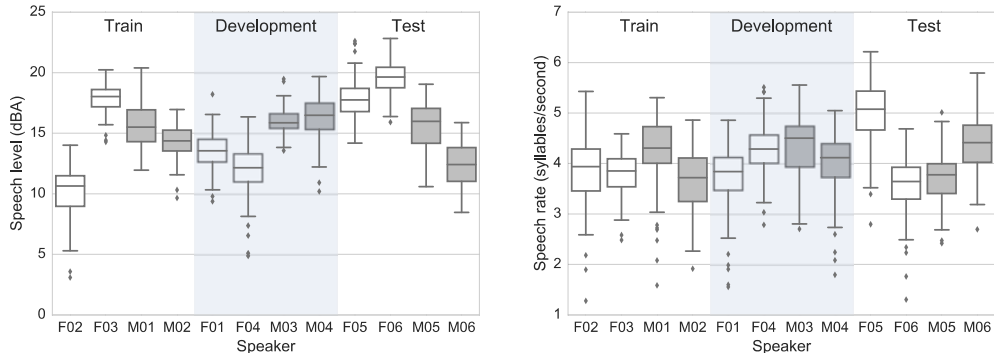 25
20
15
10
5
0
Speech level (dBA)
Train Development Test
F02 F03 M01 M02 F01 F04 M03 M04 F05 F06 M05 M06
Speaker
7
6
5
4
3
2
1
Speech rate (syllables/second)
Train Development Test
F02 F03 M01 M02 F01 F04 M03 M04 F05 F06 M05 M06
Speaker